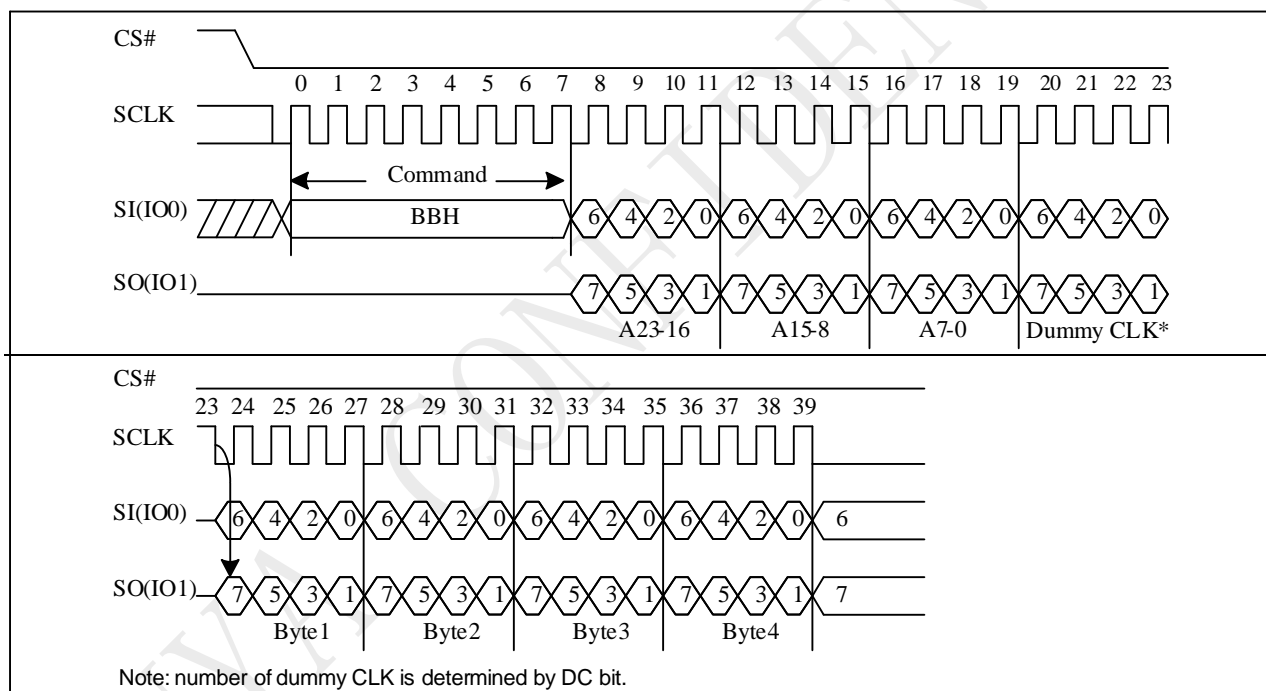 CS#
0 1 2 3 4 5 6 7 8 9 10 11 12 13 14 15 16 17 18 19 20 21 22 23
SCLK
Command
SI(IO0) BBH 6 4 2 0 6 4 2 0 6 4 2 0 6 4 2 0
SO(IO1) 7 5 3 1 7 5 3 1 7 5 3 1 7 5 3 1
A23-16 A15-8 A7-0 Dummy CLK*
CS#
23 24 25 26 27 28 29 30 31 32 33 34 35 36 37 38 39
SCLK
SI(IO0) 6 4 2 0 6 4 2 0 6 4 2 0 6 4 2 0 6
SO(IO1) 7 5 3 1 7 5 3 1 7 5 3 1 7 5 3 1 7
Byte1 Byte2 Byte3 Byte4
Note: number of dummy CLK is determined by DC bit.